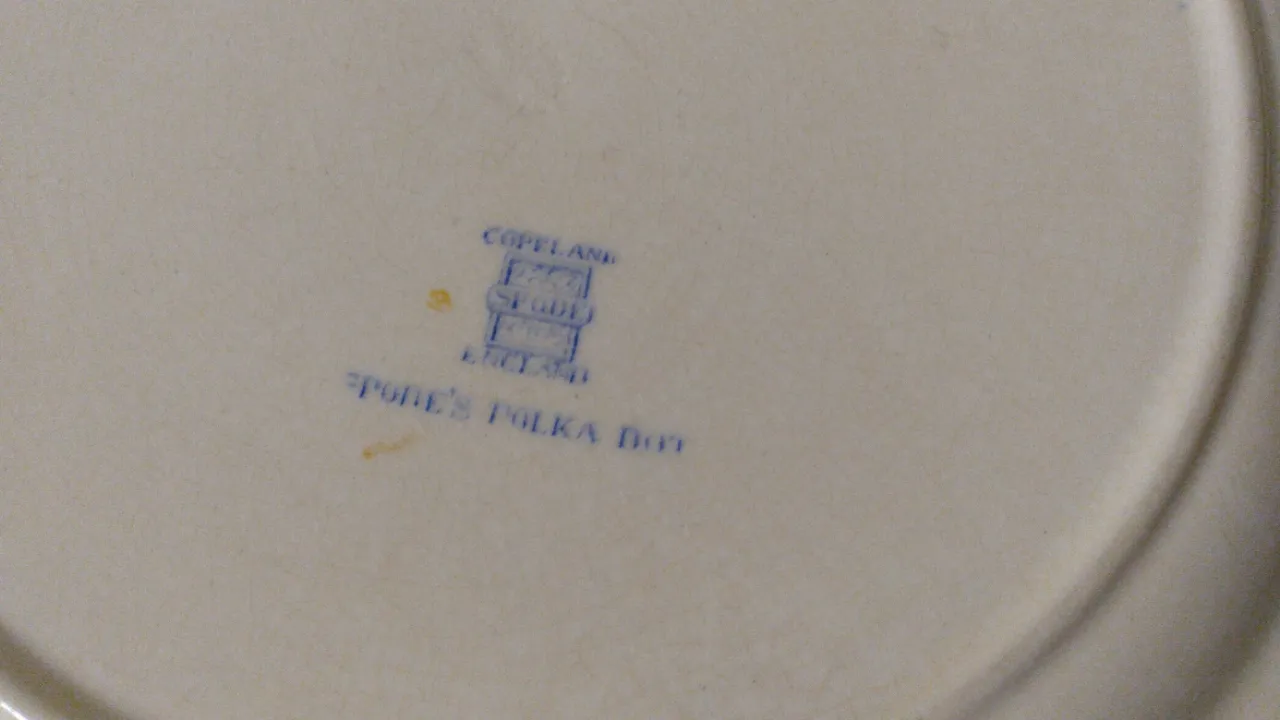 COPELAND
SPODE
ENGLAND
SPODE'S POLKA DOT